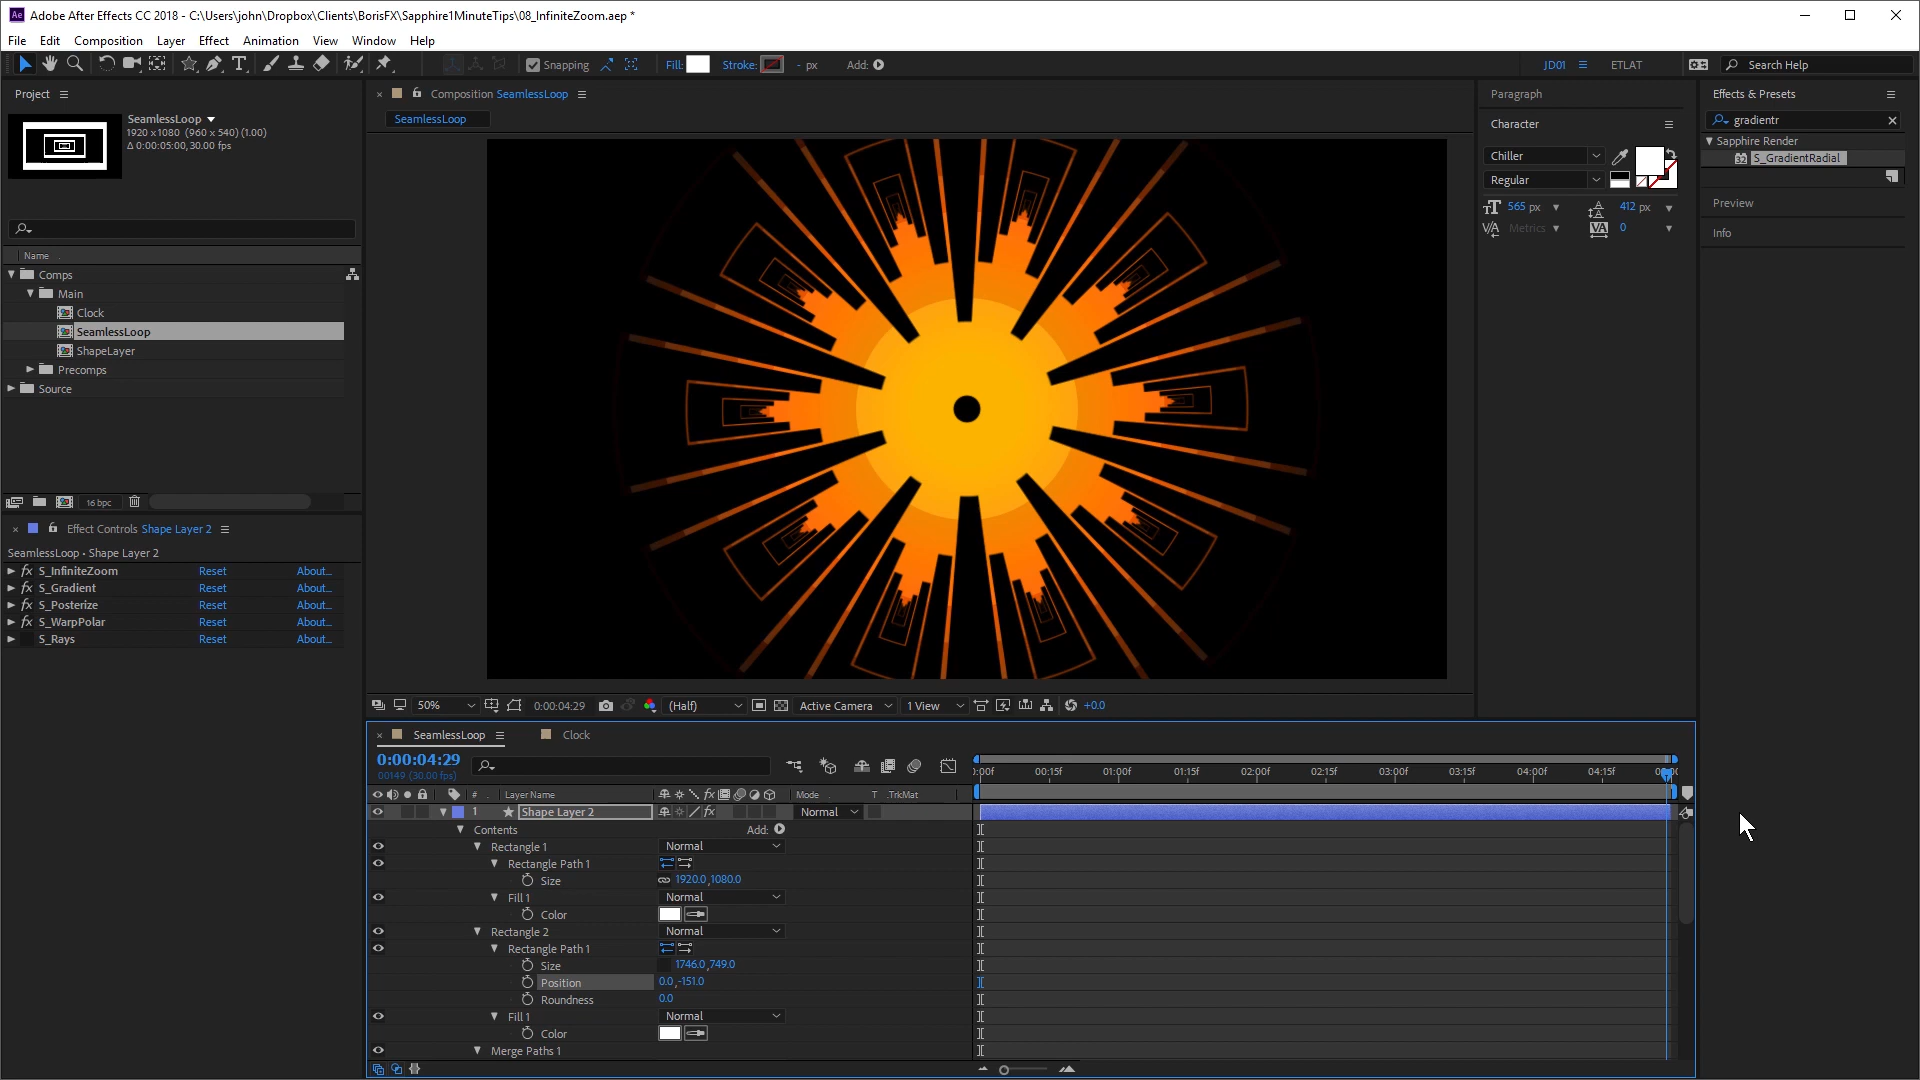 Adobe After Effects CC 2018 - C:\Users\john\Dropbox\Clients\BorisFX\Sapphire1MinuteTips\08_InfiniteZoom.aep *
File Edit Composition Layer Effect Animation View Window Help
Snapping Fill: Stroke: - px Add: JD01 ETLAT Search Help
Project
SeamlessLoop
1920 x1080 (960 x 540) (1.00)
Δ 0:00:05:00, 30.00 fps
Name
Comps
Main
Clock
SeamlessLoop
ShapeLayer
Precomps
Source
16 bpc
Effect Controls Shape Layer 2
SeamlessLoop • Shape Layer 2
fx S_InfiniteZoom Reset About...
fx S_Gradient Reset About...
fx S_Posterize Reset About...
fx S_WarpPolar Reset About...
S_Rays Reset About...
Composition SeamlessLoop
SeamlessLoop
50% 0:00:04:29 (Half) Active Camera 1 View +0.0
Paragraph
Character
Chiller
Regular
565 px 412 px
Metrics 0
Effects & Presets
gradientr
Sapphire Render
S_GradientRadial
Preview
Info
SeamlessLoop Clock
0:00:04:29
00149 (30.00 fps)
):00f 00:15f 01:00f 01:15f 02:00f 02:15f 03:00f 03:15f 04:00f 04:15f
# Layer Name Mode T .TrkMat
1 Shape Layer 2 Normal
Contents Add:
Rectangle 1 Normal
Rectangle Path 1
Size 1920.0,1080.0
Fill 1 Normal
Color
Rectangle 2 Normal
Rectangle Path 1
Size 1746.0,749.0
Position 0.0,-151.0
Roundness 0.0
Fill 1 Normal
Color
Merge Paths 1